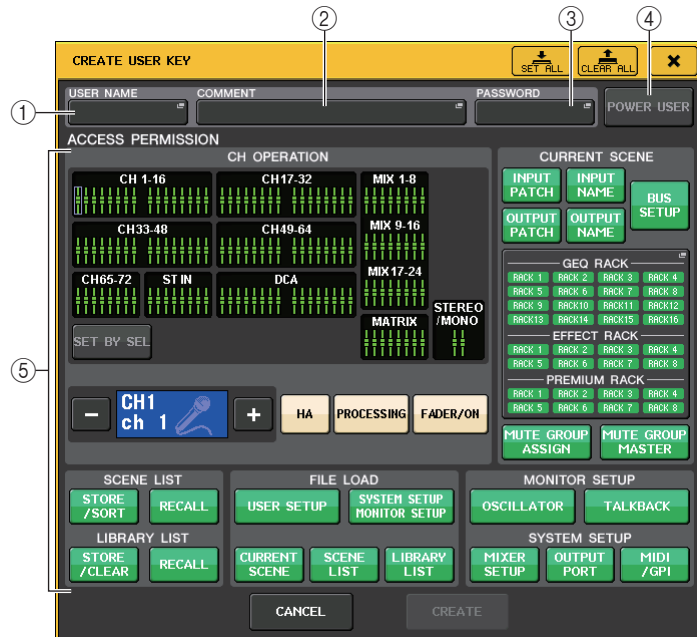 ① ② ③ ④ ⑤
CREATE USER KEY
SET ALL
CLEAR ALL
USER NAME
COMMENT
PASSWORD
POWER USER
ACCESS PERMISSION
CH OPERATION
CH 1-16
CH17-32
MIX 1-8
CH33-48
CH49-64
MIX 9-16
CH65-72
ST IN
DCA
MIX17-24
STEREO
/MONO
MATRIX
SET BY SEL
CH1
ch 1
−
+
HA
PROCESSING
FADER/ON
CURRENT SCENE
INPUT
PATCH
INPUT
NAME
BUS
SETUP
OUTPUT
PATCH
OUTPUT
NAME
GEQ RACK
RACK 1 RACK 2 RACK 3 RACK 4
RACK 5 RACK 6 RACK 7 RACK 8
RACK 9 RACK10 RACK11 RACK12
RACK13 RACK14 RACK15 RACK16
EFFECT RACK
RACK 1 RACK 2 RACK 3 RACK 4
RACK 5 RACK 6 RACK 7 RACK 8
PREMIUM RACK
RACK 1 RACK 2 RACK 3 RACK 4
RACK 5 RACK 6 RACK 7 RACK 8
MUTE GROUP
ASSIGN
MUTE GROUP
MASTER
SCENE LIST
STORE
/SORT
RECALL
LIBRARY LIST
STORE
/CLEAR
RECALL
FILE LOAD
USER SETUP
SYSTEM SETUP
MONITOR SETUP
CURRENT
SCENE
SCENE
LIST
LIBRARY
LIST
MONITOR SETUP
OSCILLATOR
TALKBACK
SYSTEM SETUP
MIXER
SETUP
OUTPUT
PORT
MIDI
/GPI
CANCEL
CREATE